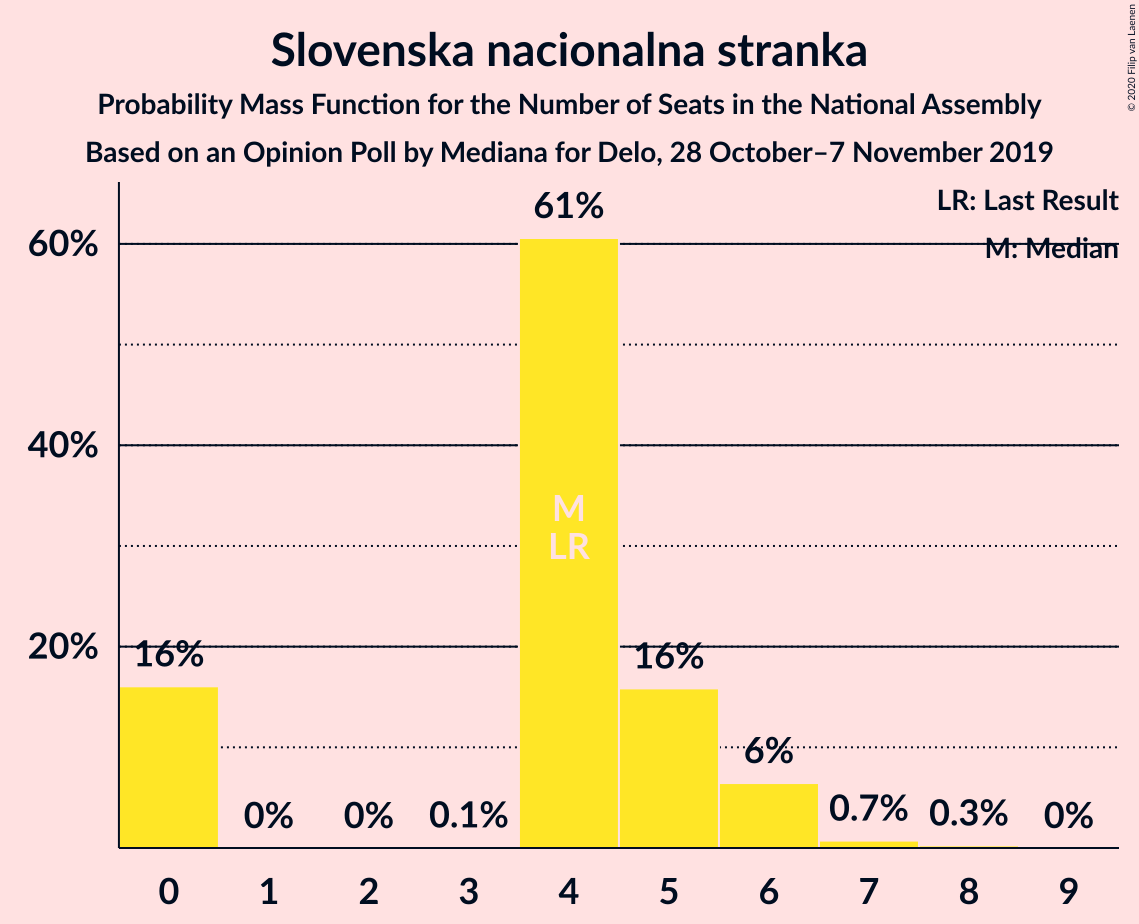 Slovenska nacionalna stranka
Probability Mass Function for the Number of Seats in the National Assembly
Based on an Opinion Poll by Mediana for Delo, 28 October–7 November 2019
© 2020 Filip van Laenen
LR: Last Result
M: Median
60%
40%
20%
16%
0%
0%
0.1%
61%
M
LR
16%
6%
0.7%
0.3%
0%
0 1 2 3 4 5 6 7 8 9